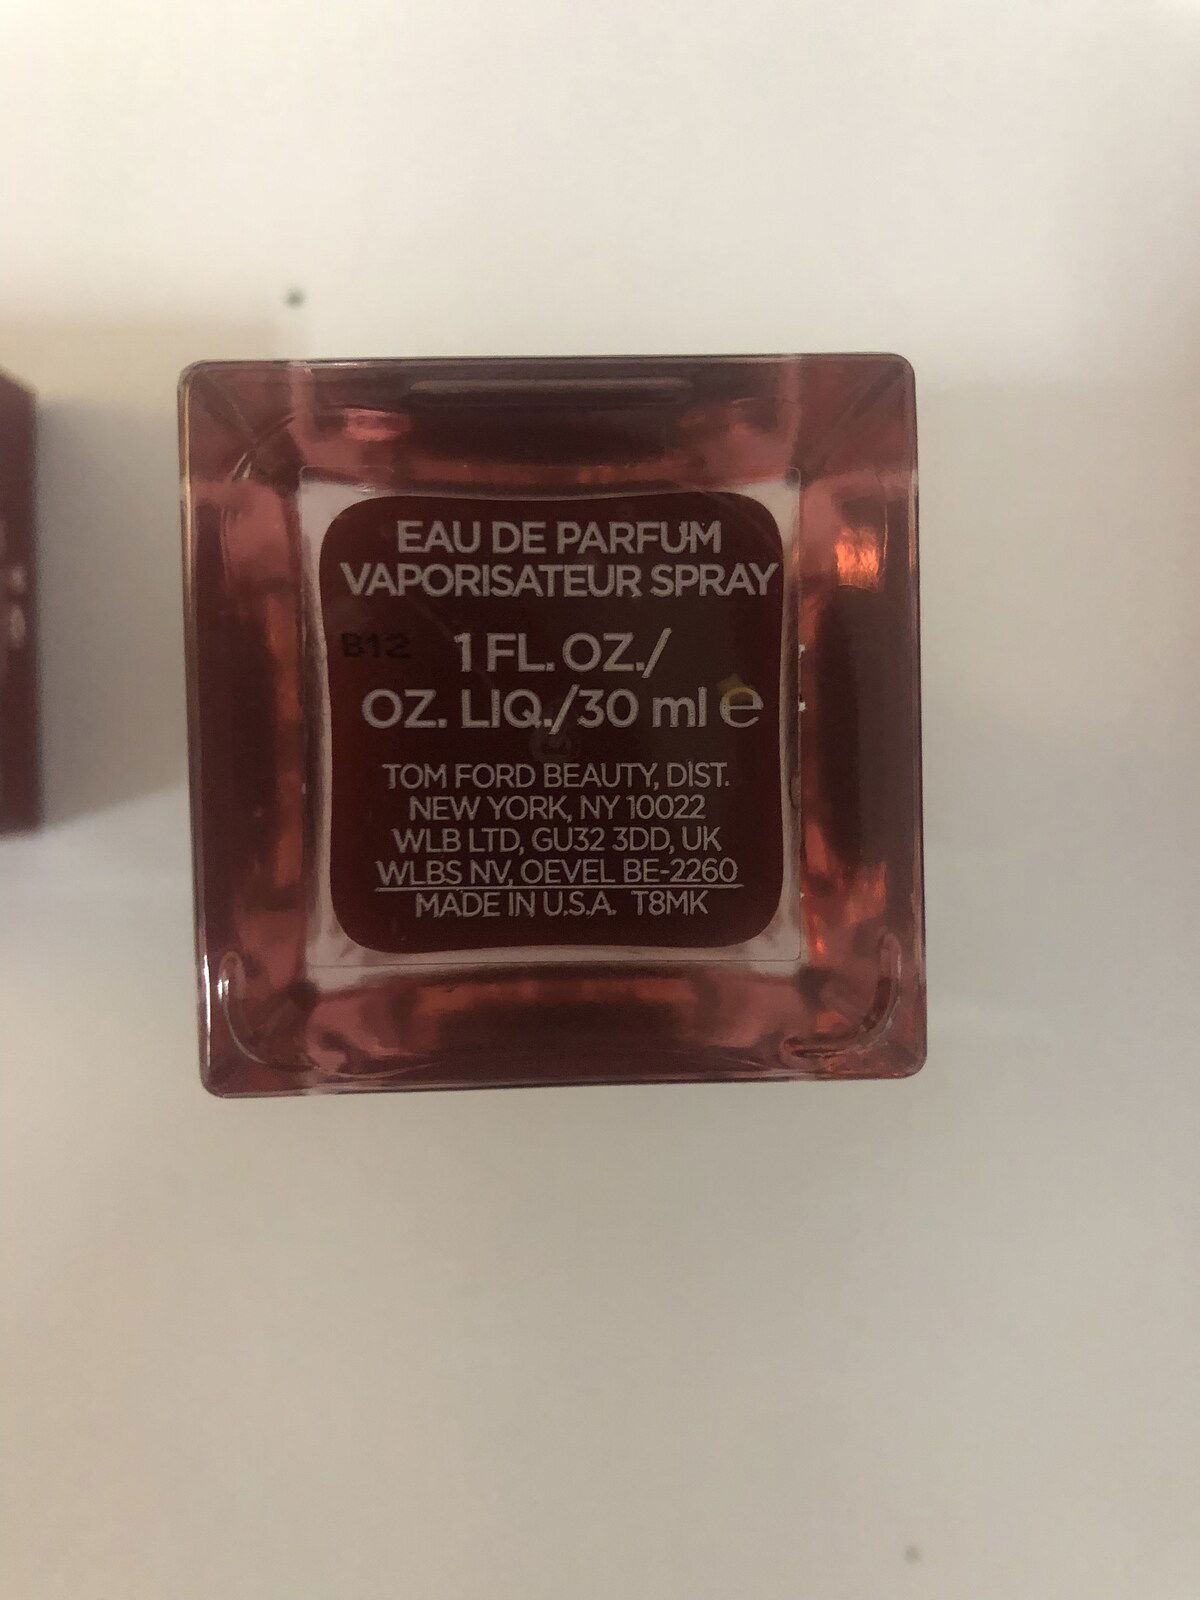 EAU DE PARFUM
VAPORISATEUR SPRAY
B12
1 FL. OZ./
OZ. LIQ./30 ml e
TOM FORD BEAUTY, DIST.
NEW YORK, NY 10022
WLB LTD, GU32 3DD, UK
WLBS NV, OEVEL BE-2260
MADE IN U.S.A. T8MK